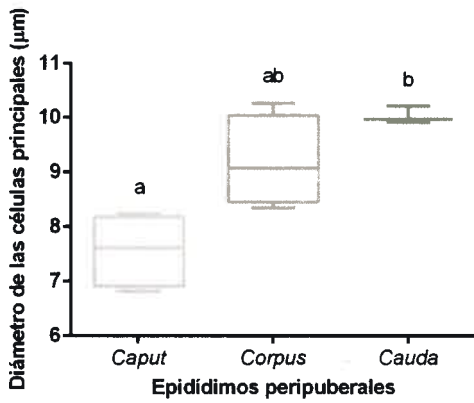 Diámetro de las células principales (µm)
11
10
9
8
7
6
a
ab
b
Caput
Corpus
Cauda
Epidídimos peripuberales